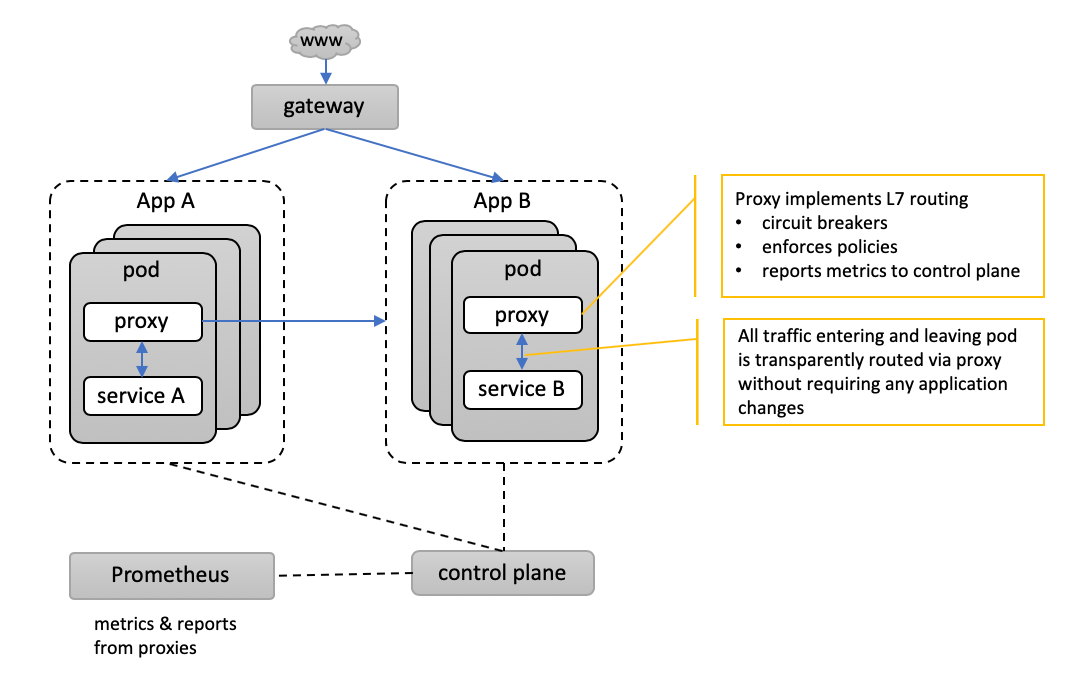 www
gateway
App A
pod
proxy
service A
App B
pod
proxy
service B
Proxy implements L7 routing
• circuit breakers
• enforces policies
• reports metrics to control plane
All traffic entering and leaving pod
is transparently routed via proxy
without requiring any application
changes
Prometheus
control plane
metrics & reports
from proxies